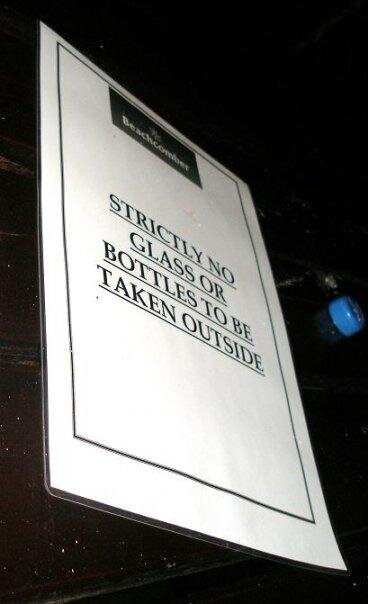 Beachcomber
STRICTLY NO
GLASS OR
BOTTLES TO BE
TAKEN OUTSIDE